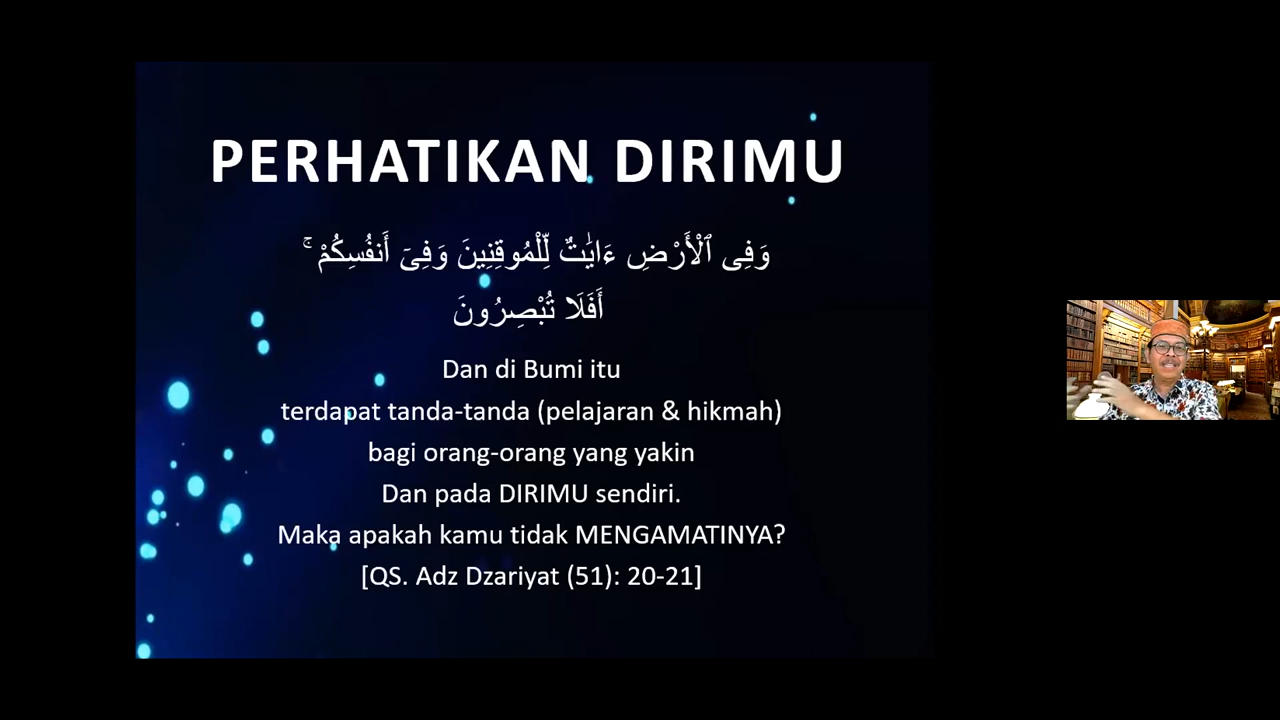 PERHATIKAN DIRIMU
وَفِى ٱلْأَرْضِ ءَايَٰتٌ لِّلْمُوقِنِينَ وَفِىٓ أَنفُسِكُمْ ۚ
أَفَلَا تُبْصِرُونَ
Dan di Bumi itu
terdapat tanda-tanda (pelajaran & hikmah)
bagi orang-orang yang yakin
Dan pada DIRIMU sendiri.
Maka apakah kamu tidak MENGAMATINYA?
[QS. Adz Dzariyat (51): 20-21]